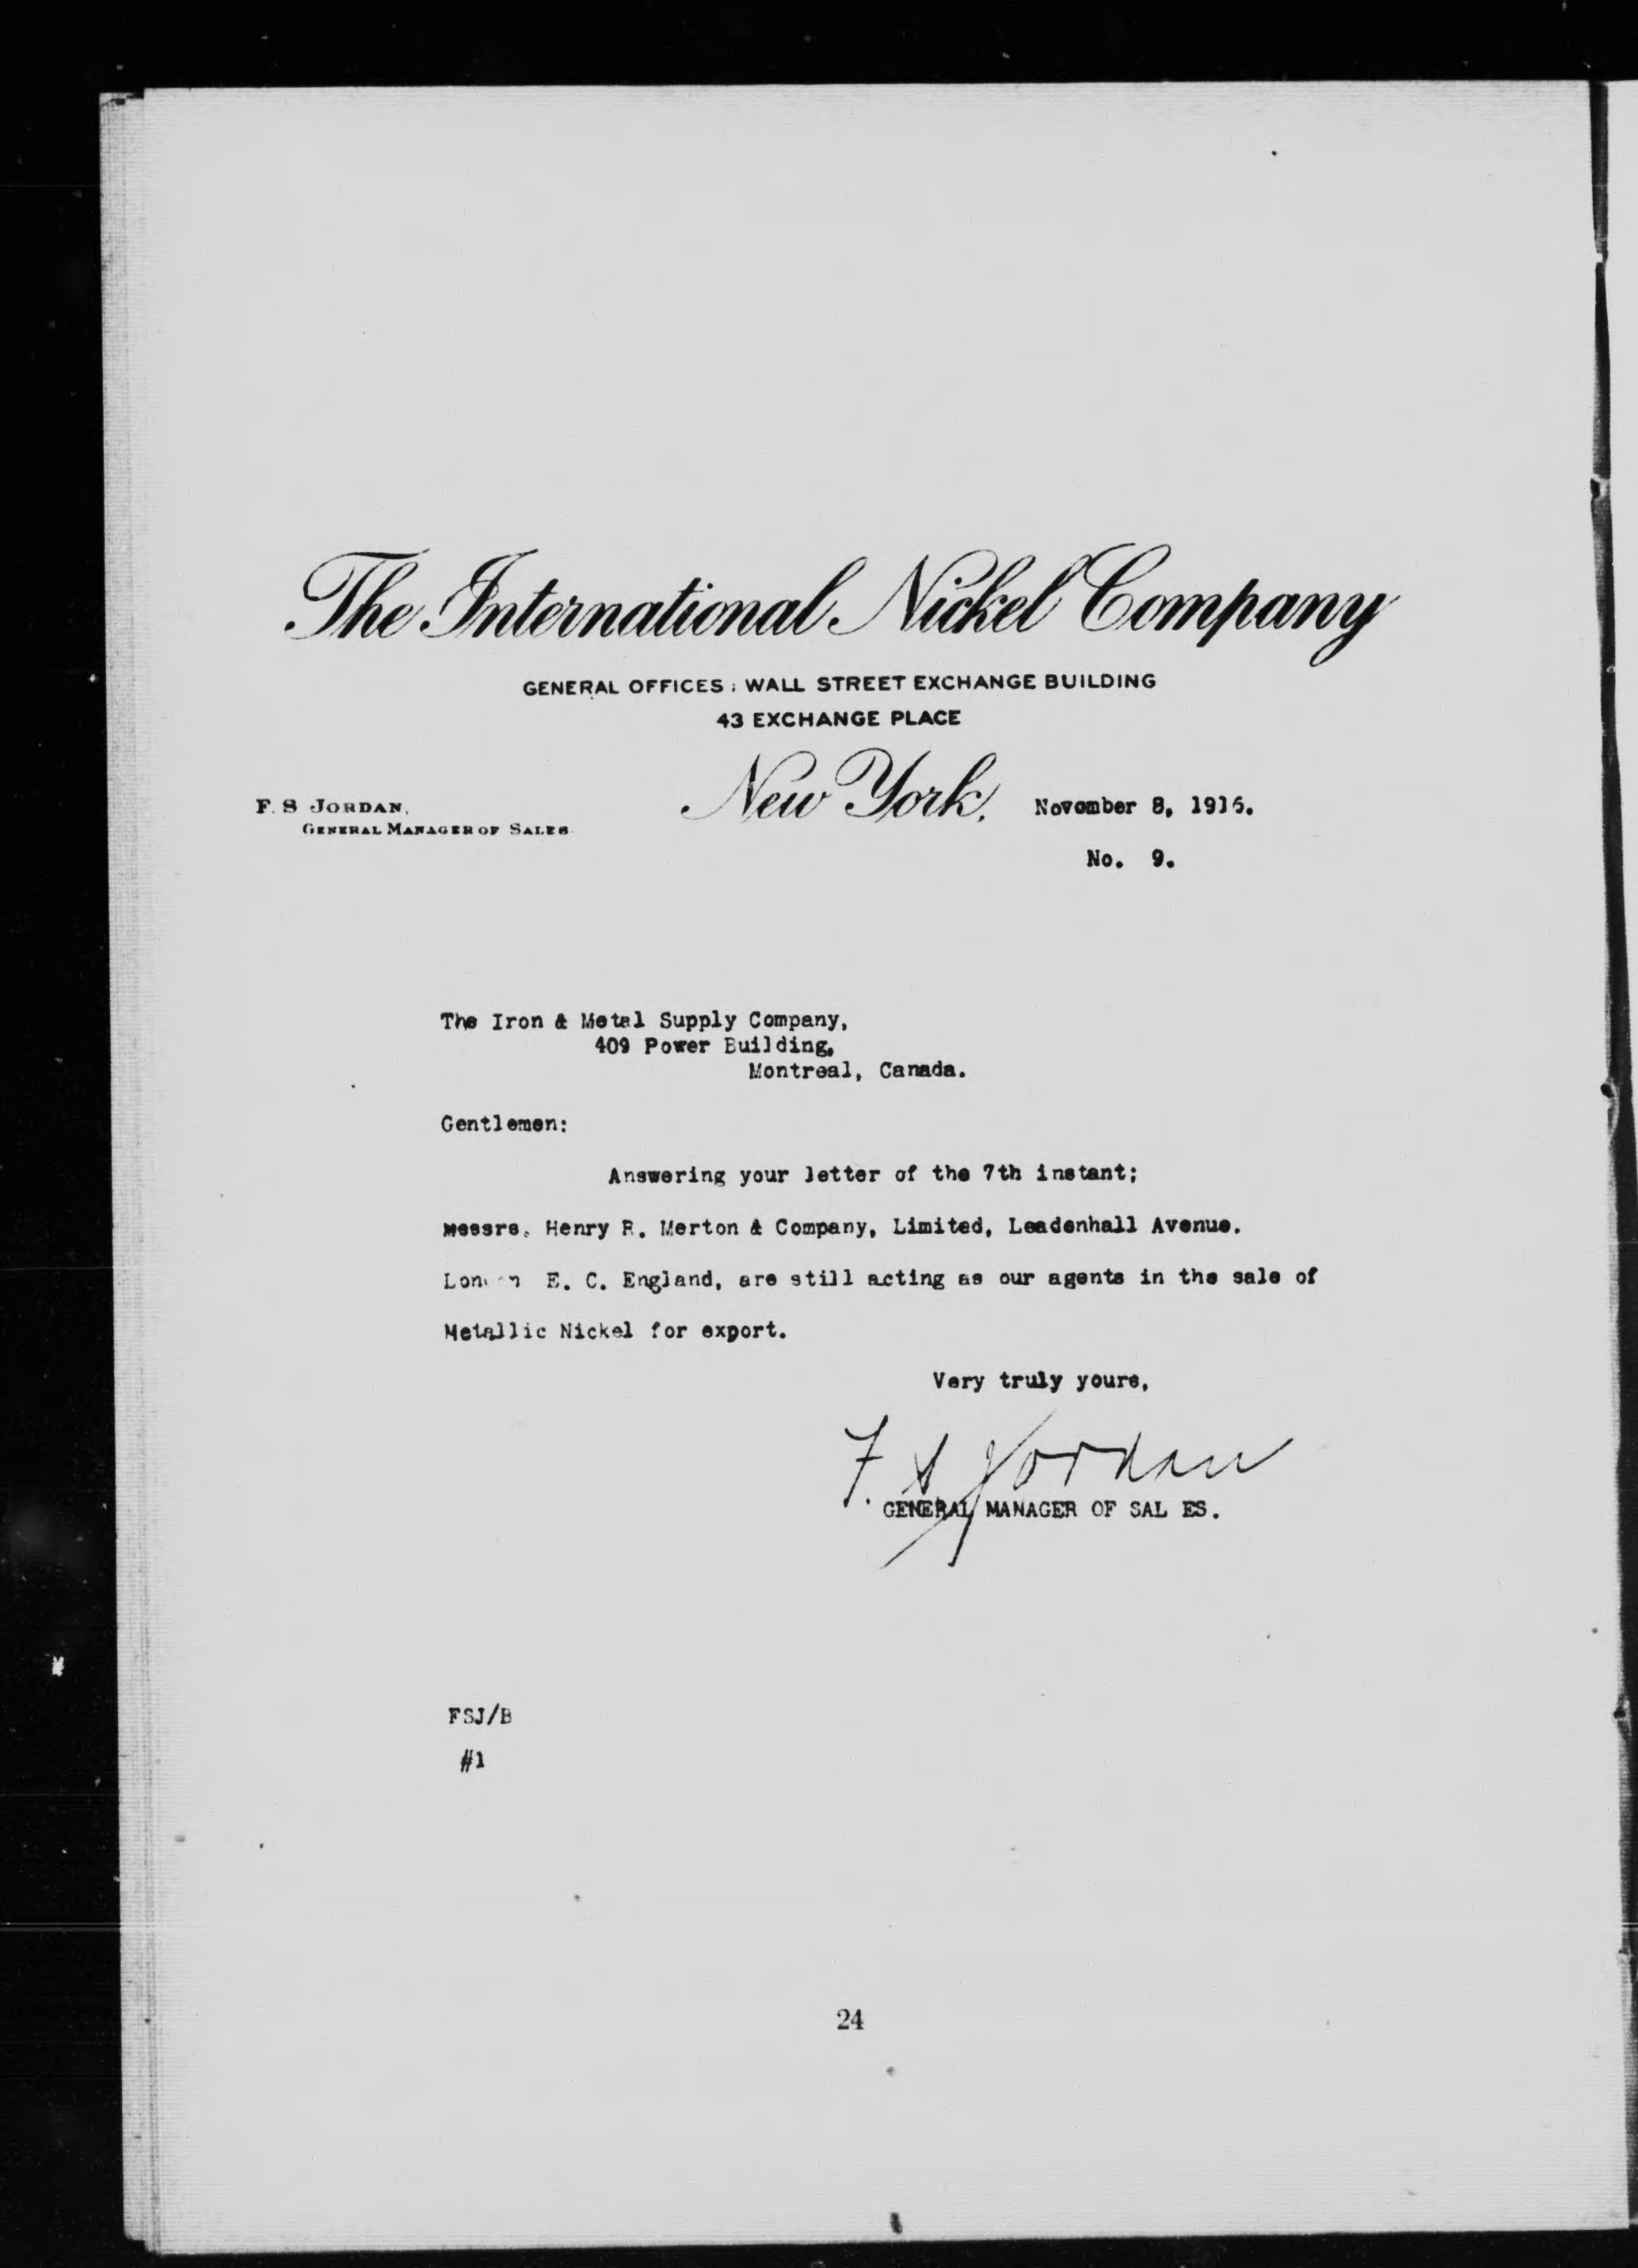 The International Nickel Company
GENERAL OFFICES: WALL STREET EXCHANGE BUILDING
43 EXCHANGE PLACE
F. S JORDAN,
GENERAL MANAGER OF SALES
New York, November 8, 1916.
No. 9.
The Iron & Metal Supply Company,
409 Power Building,
Montreal, Canada.
Gentlemen:
Answering your letter of the 7th instant;
Messrs. Henry R. Merton & Company, Limited, Leadenhall Avenue.
London E. C. England, are still acting as our agents in the sale of
Metallic Nickel for export.
Very truly yours,
F. S Jordan
GENERAL MANAGER OF SAL ES.
FSJ/B
#1
24